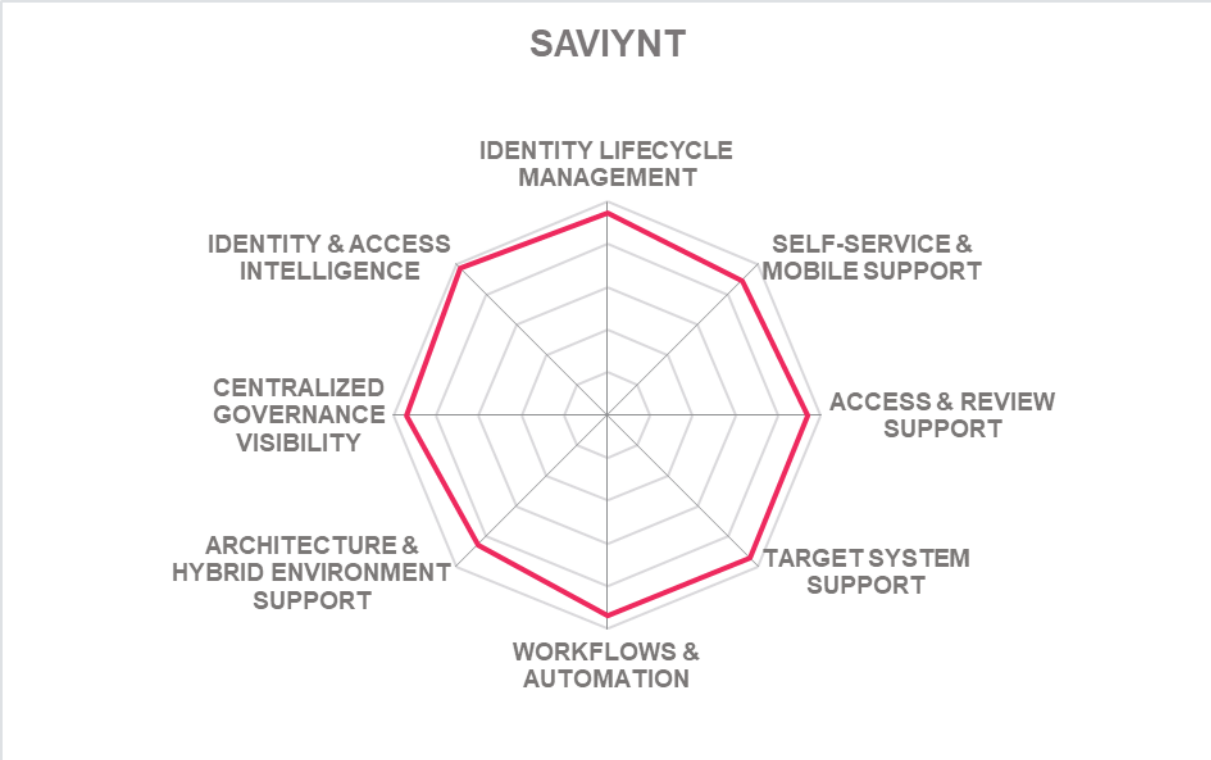 SAVIYNT
IDENTITY LIFECYCLE
MANAGEMENT
SELF-SERVICE &
MOBILE SUPPORT
ACCESS & REVIEW
SUPPORT
TARGET SYSTEM
SUPPORT
WORKFLOWS &
AUTOMATION
ARCHITECTURE &
HYBRID ENVIRONMENT
SUPPORT
CENTRALIZED
GOVERNANCE
VISIBILITY
IDENTITY & ACCESS
INTELLIGENCE